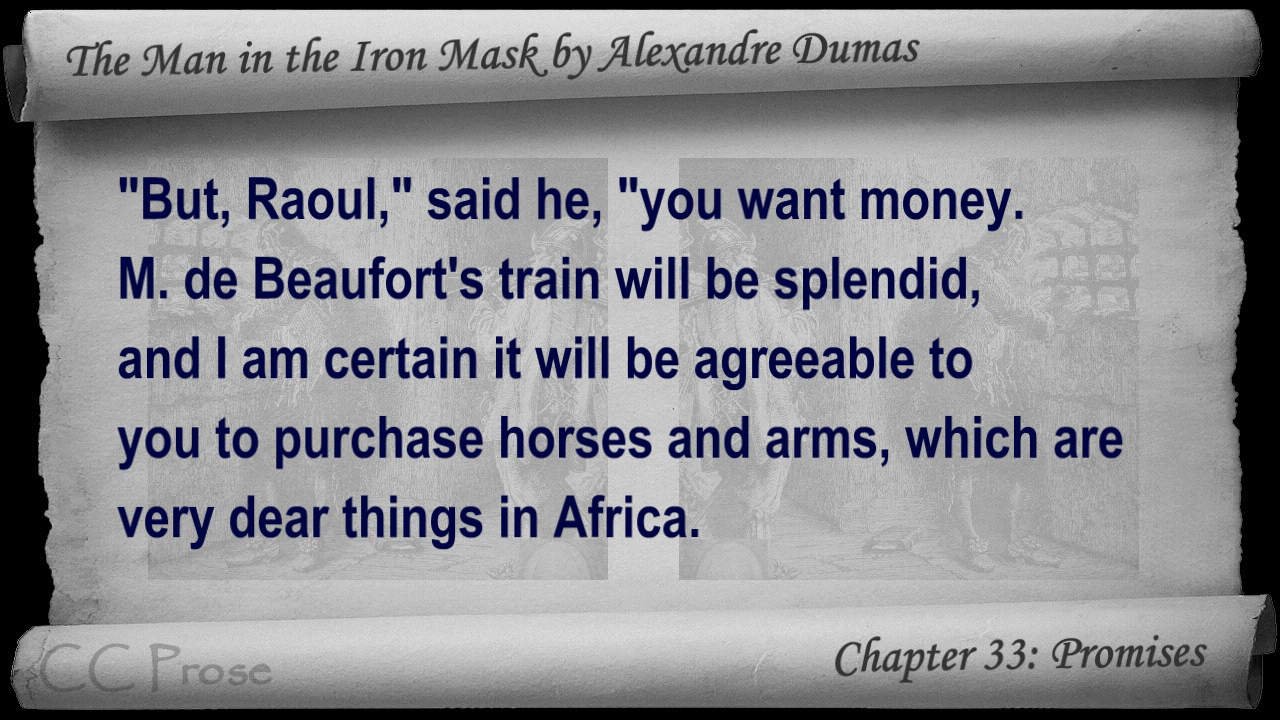 The Man in the Iron Mask by Alexandre Dumas
"But, Raoul," said he, "you want money.
M. de Beaufort's train will be splendid,
and I am certain it will be agreeable to
you to purchase horses and arms, which are
very dear things in Africa.
CC Prose
Chapter 33: Promises